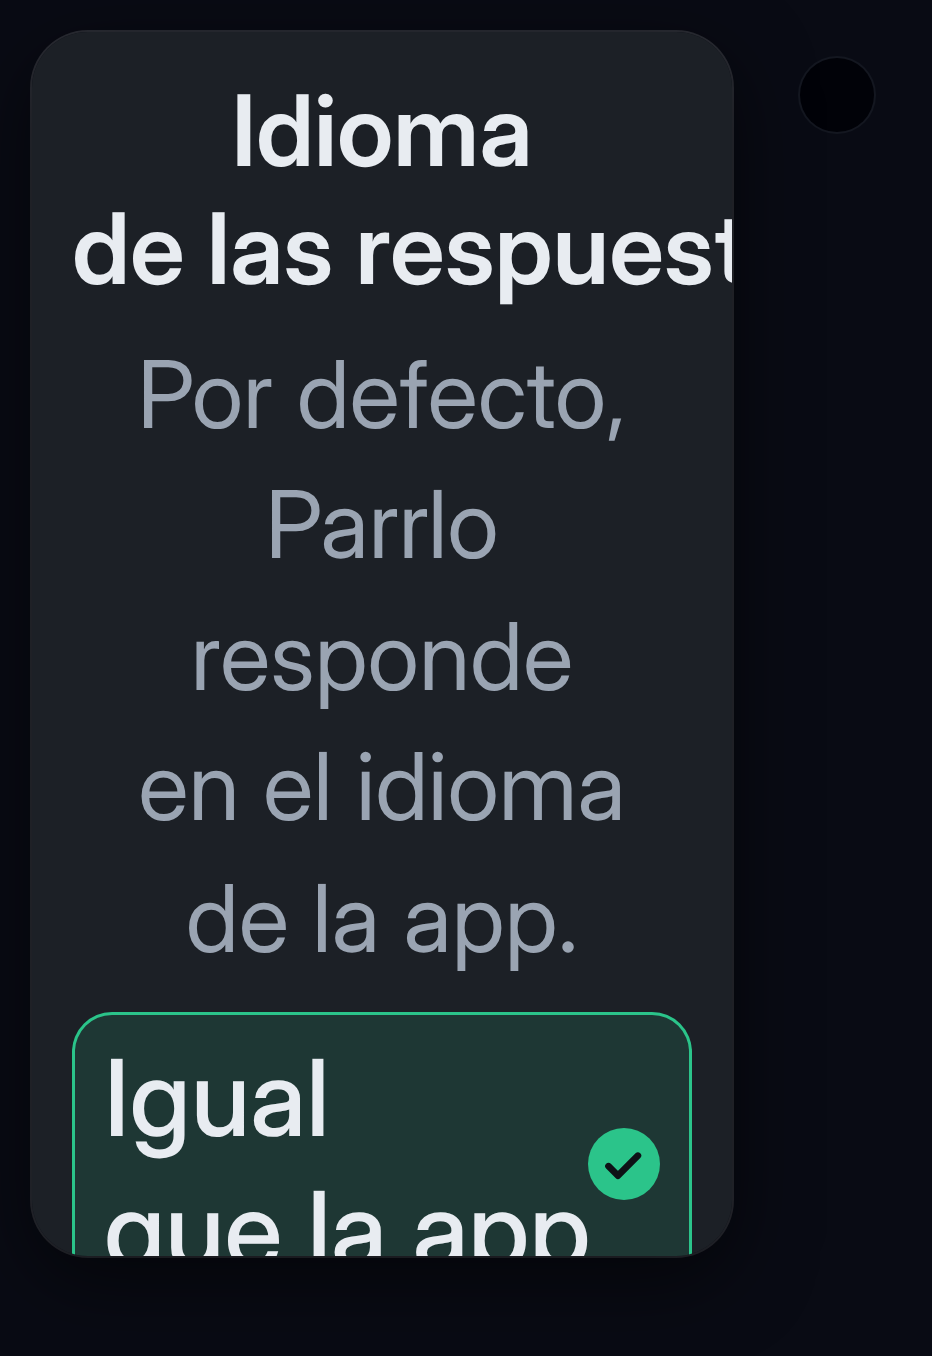 Idioma
de las respuest
Por defecto,
Parrlo
responde
en el idioma
de la app.
Igual
que la app